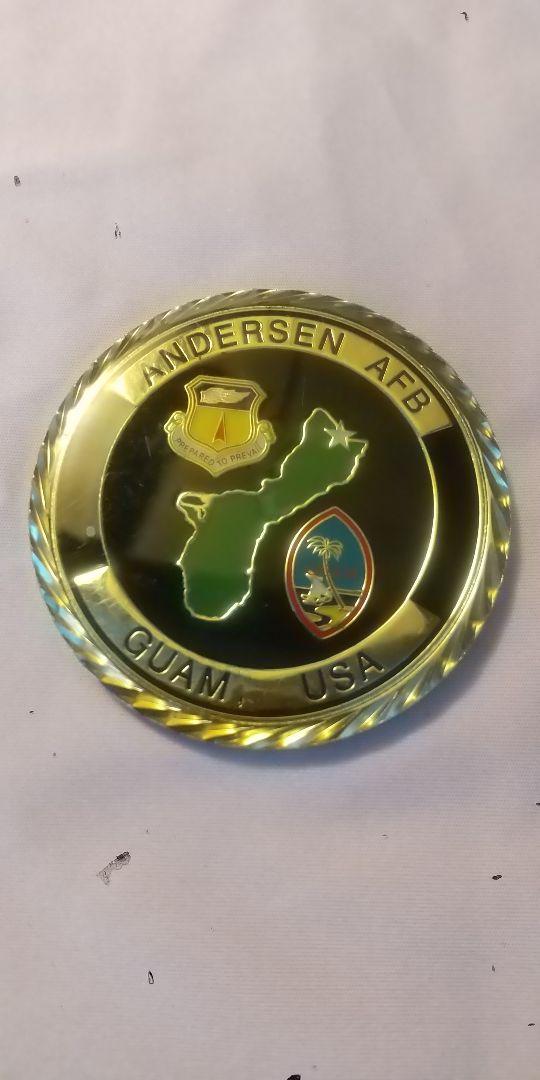 ANDERSEN AFB
PREPARED TO PREVAIL
GUAM, USA